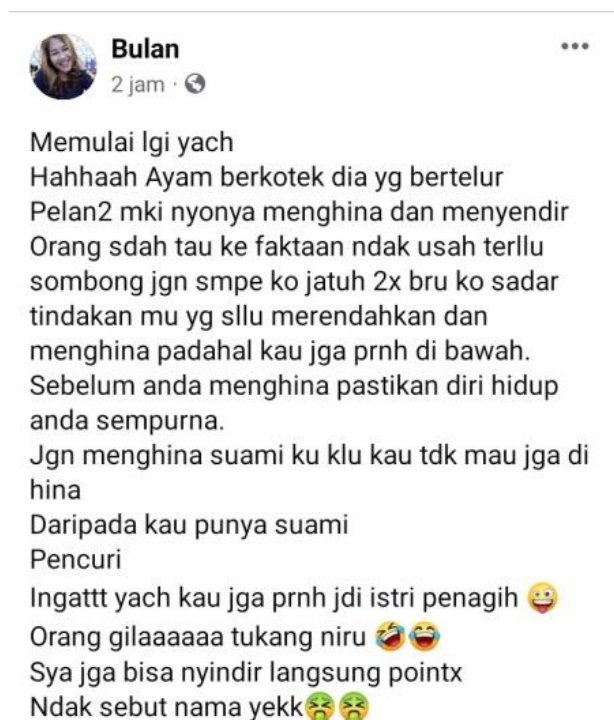 Bulan
2 jam ·
Memulai lgi yach
Hahhaah Ayam berkotek dia yg bertelur
Pelan2 mki nyonya menghina dan menyendir
Orang sdah tau ke faktaan ndak usah terllu
sombong jgn smpe ko jatuh 2x bru ko sadar
tindakan mu yg sllu merendahkan dan
menghina padahal kau jga prnh di bawah.
Sebelum anda menghina pastikan diri hidup
anda sempurna.
Jgn menghina suami ku klu kau tdk mau jga di
hina
Daripada kau punya suami
Pencuri
Ingattt yach kau jga prnh jdi istri penagih 🤪
Orang gilaaaaaa tukang niru 🤣😂
Sya jga bisa nyindir langsung pointx
Ndak sebut nama yekk🤮🤮